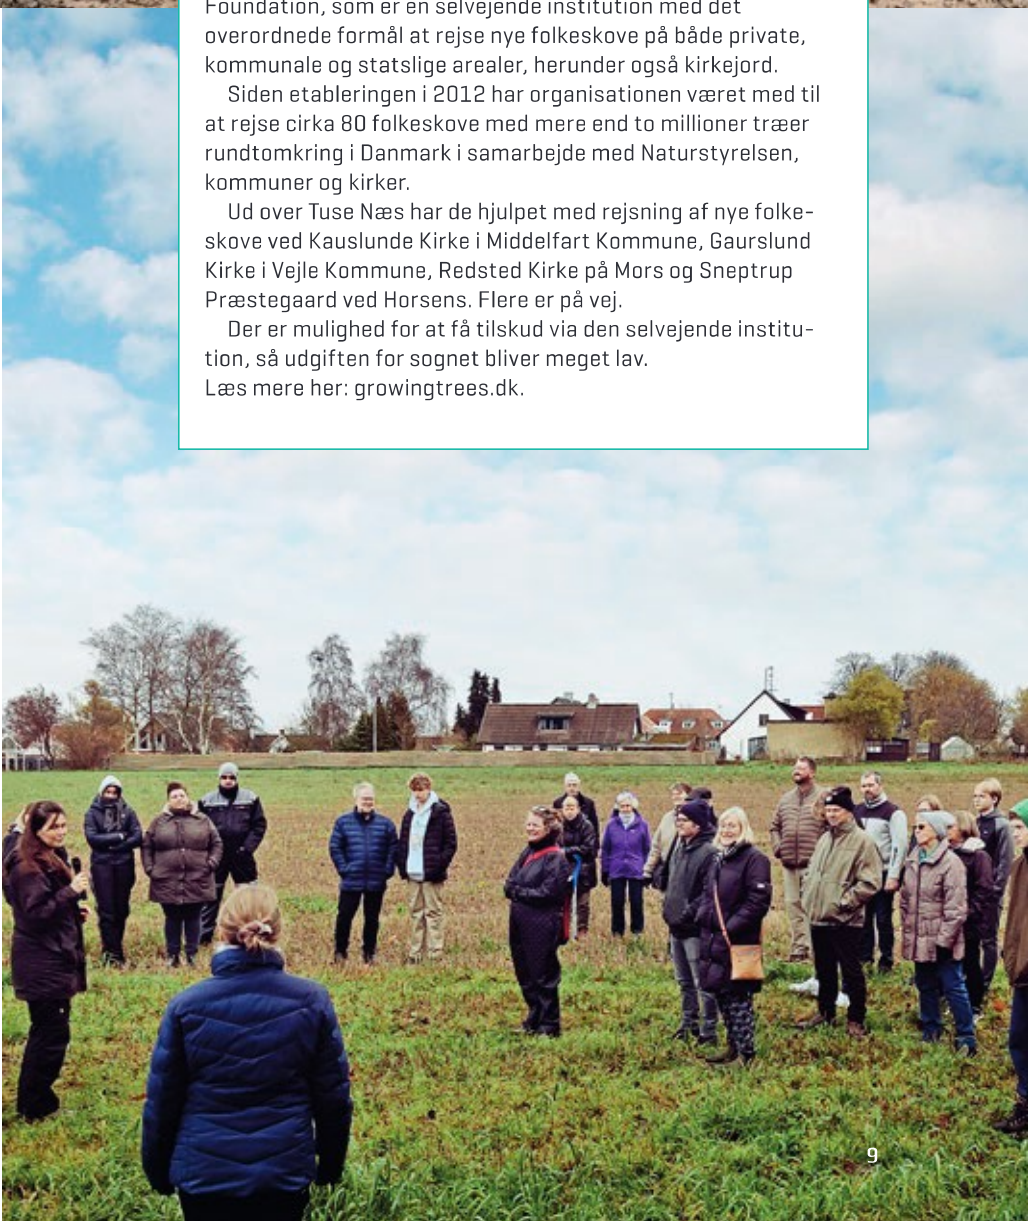 Foundation, som er en selvejende institution med det
overordnede formål at rejse nye folkeskove på både private,
kommunale og statslige arealer, herunder også kirkejord.
Siden etableringen i 2012 har organisationen været med til
at rejse cirka 80 folkeskove med mere end to millioner træer
rundtomkring i Danmark i samarbejde med Naturstyrelsen,
kommuner og kirker.
Ud over Tuse Næs har de hjulpet med rejsning af nye folke-
skove ved Kauslunde Kirke i Middelfart Kommune, Gaurslund
Kirke i Vejle Kommune, Redsted Kirke på Mors og Sneptrup
Præstegaard ved Horsens. Flere er på vej.
Der er mulighed for at få tilskud via den selvejende institu-
tion, så udgiften for sognet bliver meget lav.
Læs mere her: growingtrees.dk.
9